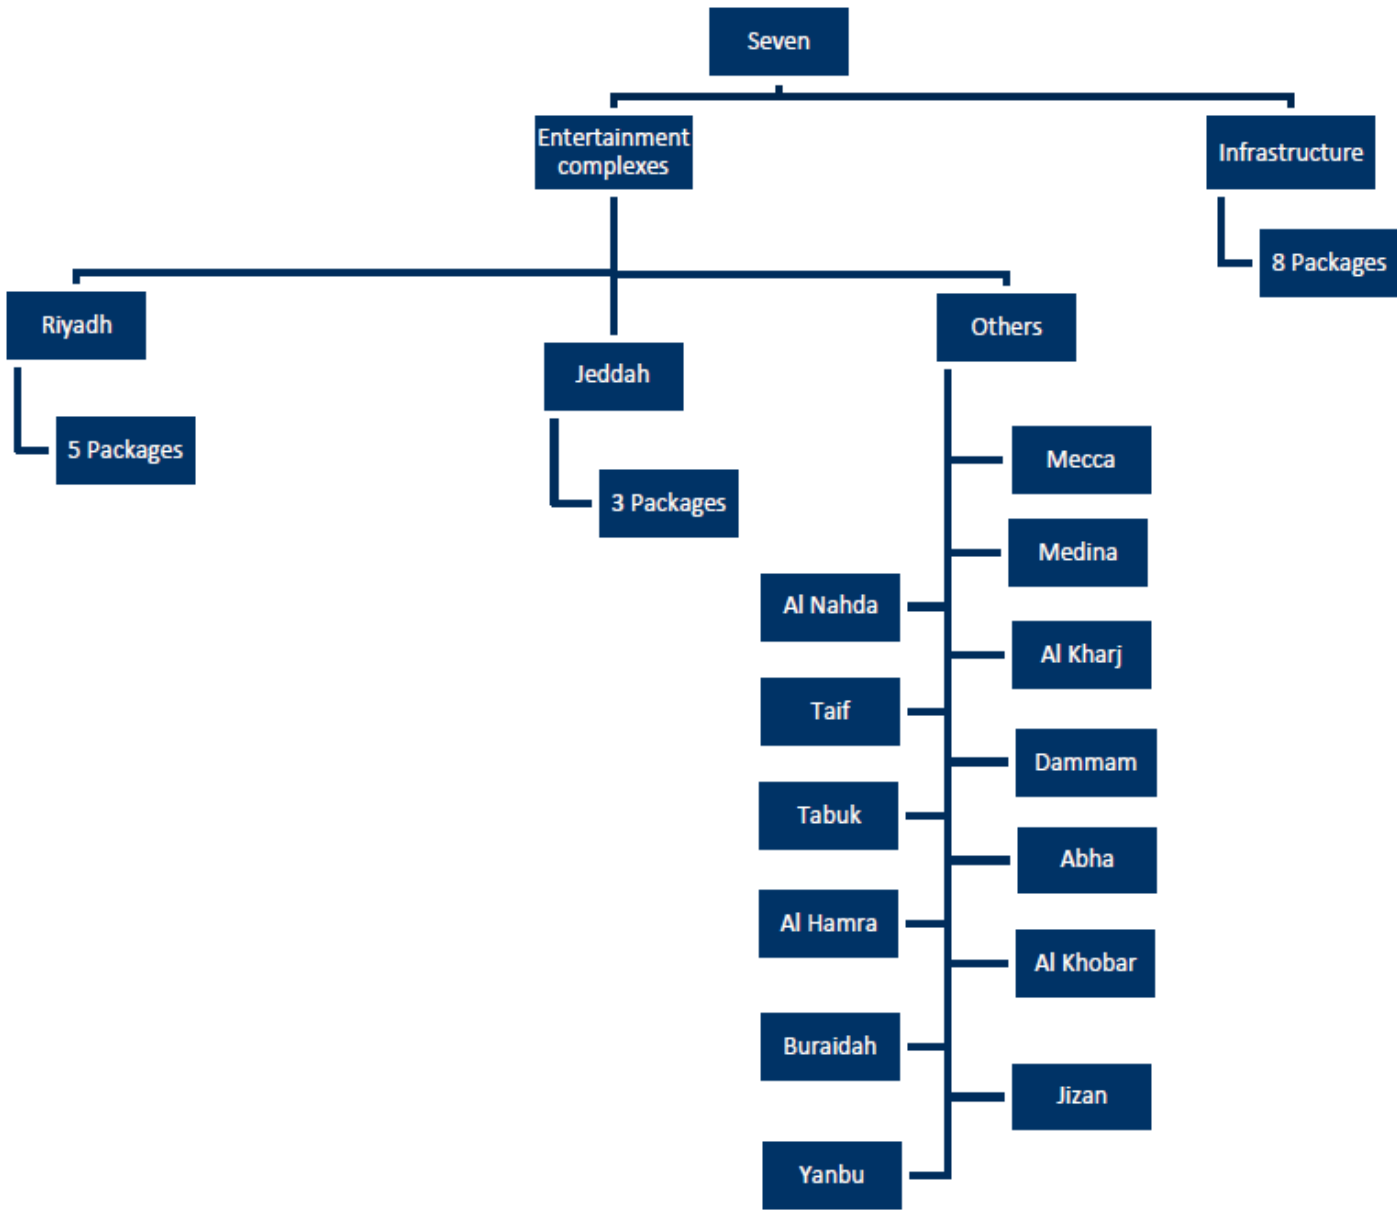 Seven
Entertainment
complexes
Infrastructure
8 Packages
Riyadh
5 Packages
Jeddah
3 Packages
Others
Mecca
Medina
Al Nahda
Al Kharj
Taif
Dammam
Tabuk
Abha
Al Hamra
Al Khobar
Buraidah
Jizan
Yanbu